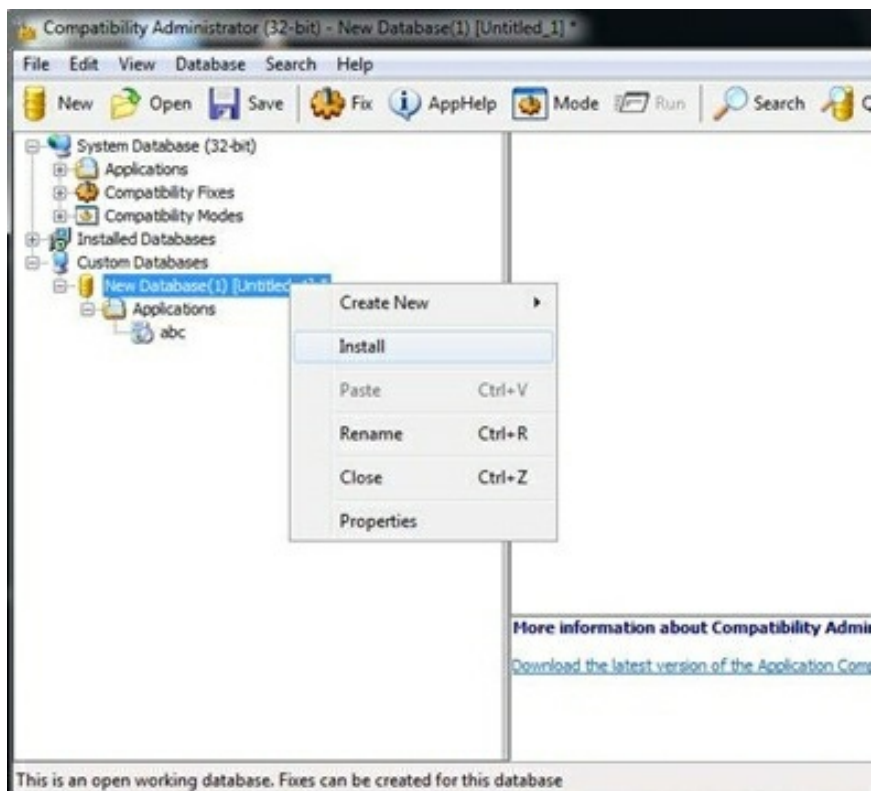 Compatibility Administrator (32-bit) - New Database(1) [Untitled_1] *
File Edit View Database Search Help
New Open Save Fix AppHelp Mode Run Search
System Database (32-bit)
Applications
Compatibility Fixes
Compatibility Modes
Installed Databases
Custom Databases
New Database(1)
Applications
abc
Create New
Install
Paste Ctrl+V
Rename Ctrl+R
Close Ctrl+Z
Properties
More information about Compatibility
Download the latest version of the Application
This is an open working database. Fixes can be created for this database